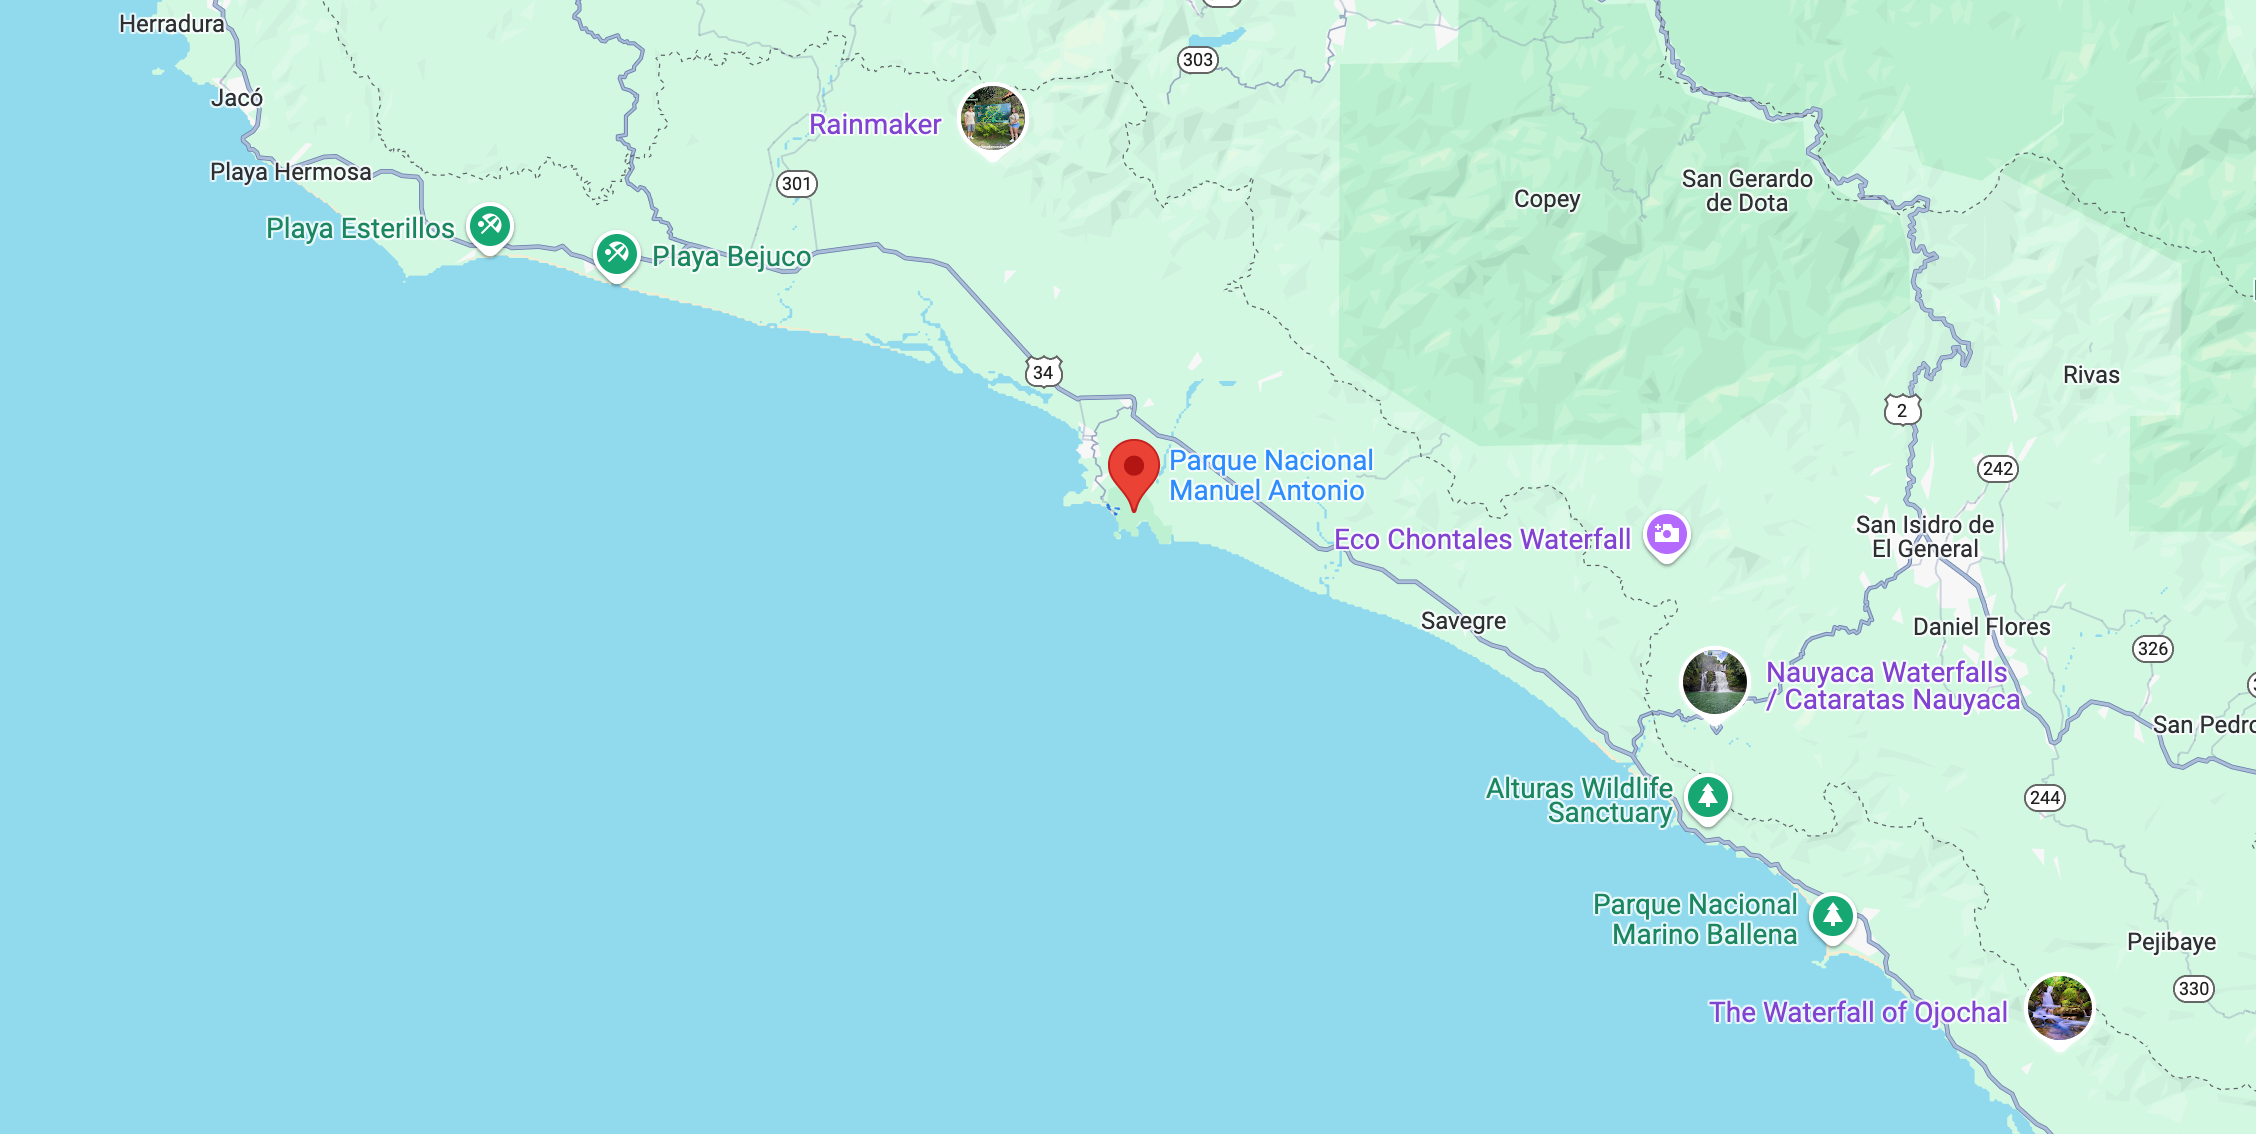 Herradura
303
Jacó
Rainmaker
Playa Hermosa
301
San Gerardo
de Dota
Copey
Playa Esterillos
Playa Bejuco
34
Rivas
2
Parque Nacional
Manuel Antonio
242
San Isidro de
El General
Eco Chontales Waterfall
Savegre
Daniel Flores
326
Nauyaca Waterfalls
/ Cataratas Nauyaca
San Pedro
Alturas Wildlife
Sanctuary
244
Parque Nacional
Marino Ballena
Pejibaye
330
The Waterfall of Ojochal